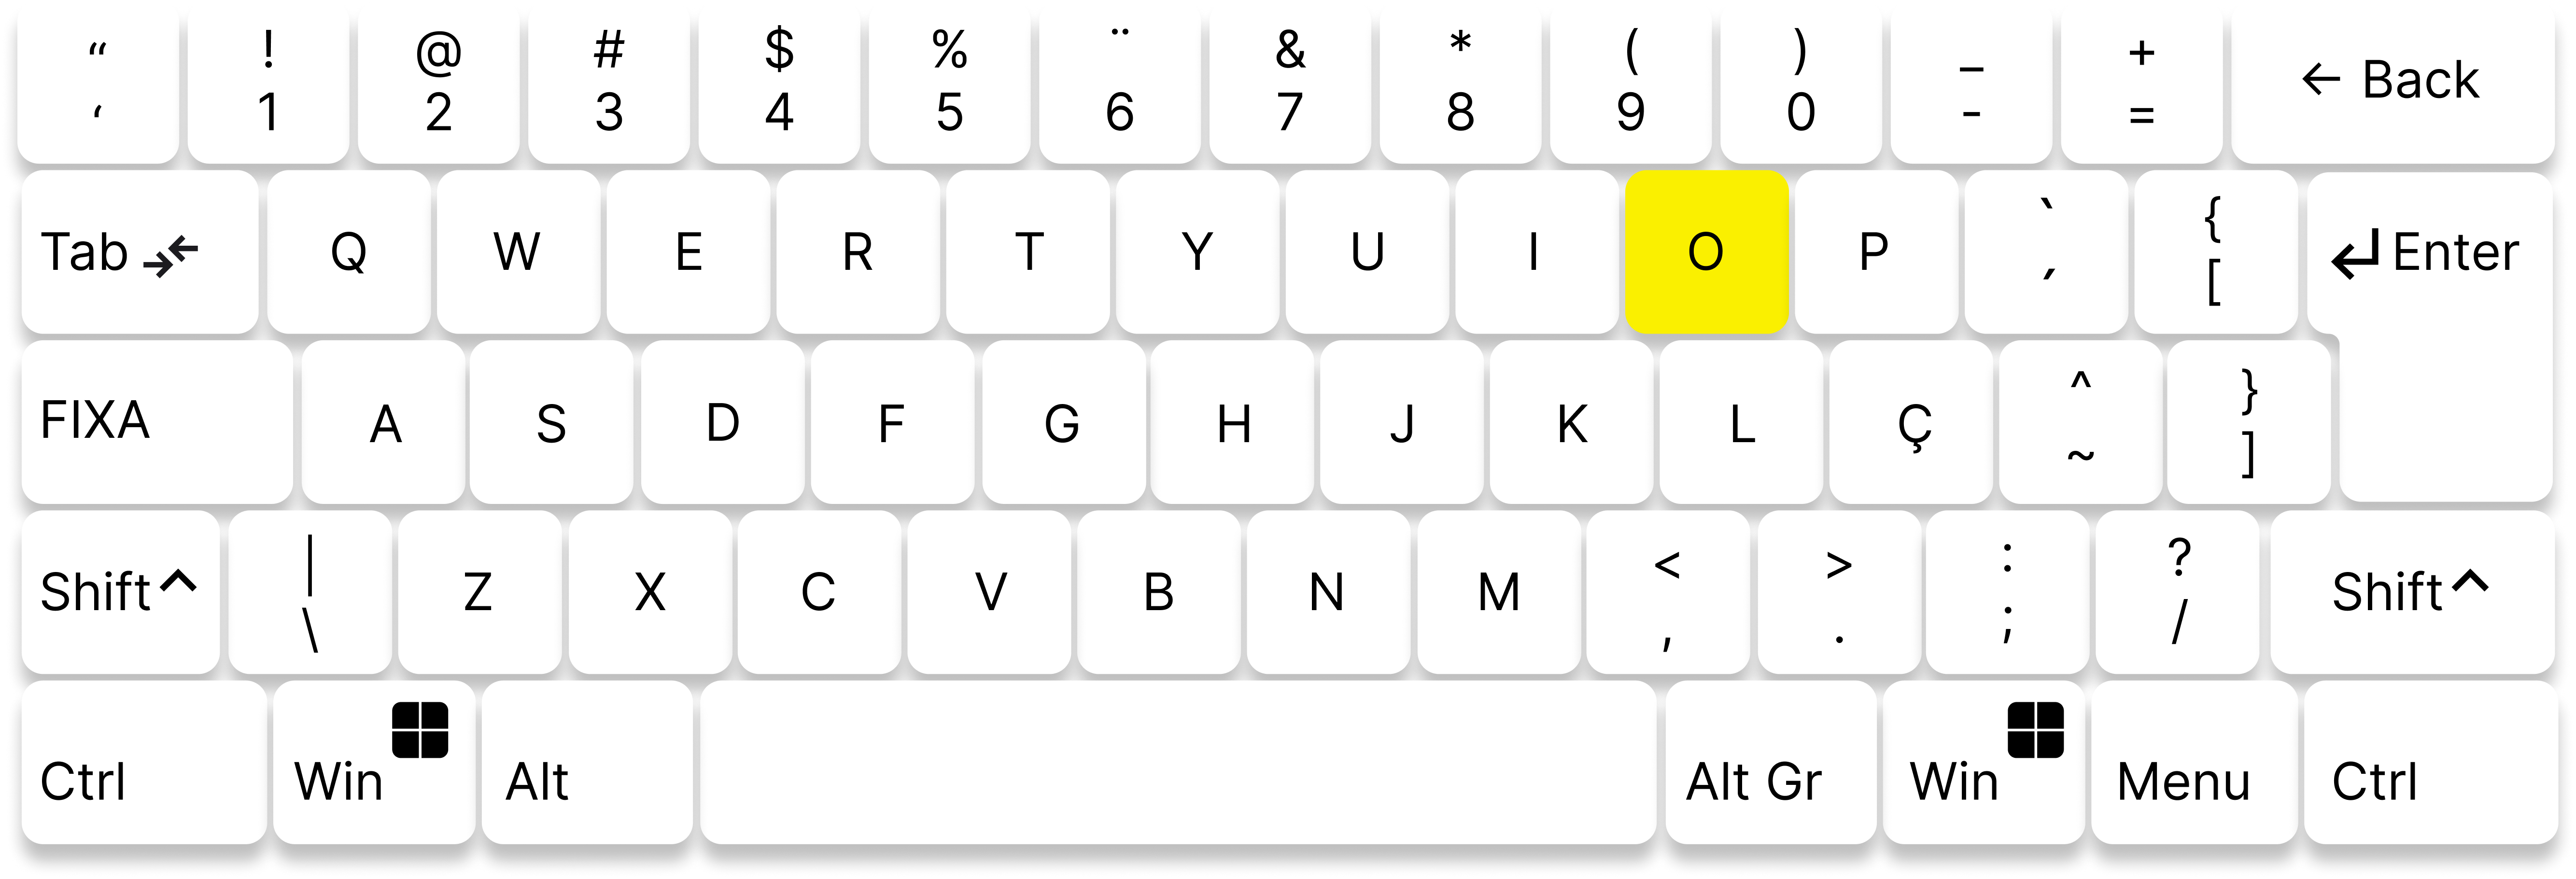 “ ! @ # $ % ¨ & * ( ) _ + ← Back
‘ 1 2 3 4 5 6 7 8 9 0 - =
Tab Q W E R T Y U I O P ` ´ { [ Enter
FIXA A S D F G H J K L Ç ^ ~ } ]
Shift | \ Z X C V B N M < , > . : ; ? / Shift
Ctrl Win Alt Alt Gr Win Menu Ctrl